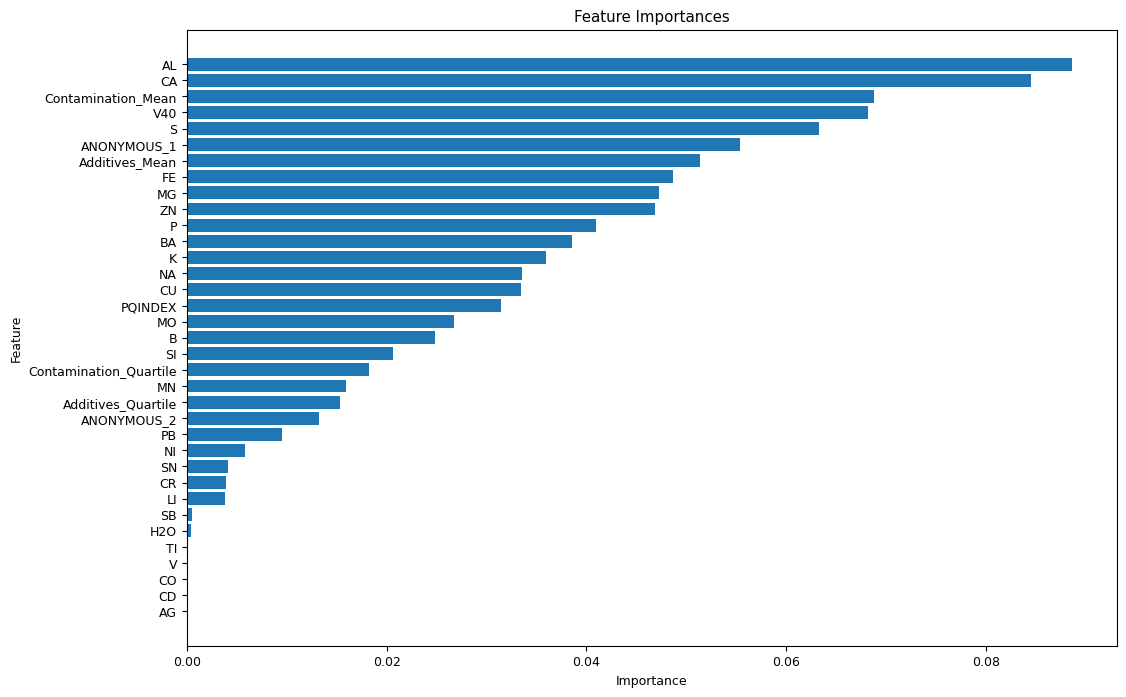 Feature Importances
Feature
AL
CA
Contamination_Mean
V40
S
ANONYMOUS_1
Additives_Mean
FE
MG
ZN
P
BA
K
NA
CU
PQINDEX
MO
B
SI
Contamination_Quartile
MN
Additives_Quartile
ANONYMOUS_2
PB
NI
SN
CR
LI
SB
H2O
TI
V
CO
CD
AG
0.00 0.02 0.04 0.06 0.08
Importance